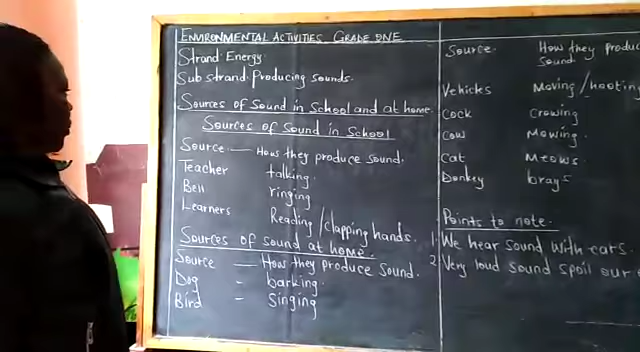 ENVIRONMENTAL ACTIVITIES GRADE ONE
Strand: Energy
Sub strand: Producing sounds.
Sources of Sound in School and at home.
Sources of Sound in School
Source — How they produce sound.
Teacher talking.
Bell ringing
Learners Reading/clapping hands.
Sources of sound at home.
Source — How they produce Sound.
Dog - barking.
Bird - Singing
Source. How they produ
Sound.
Vehicles Moving/hooting
Cock Crowing
Cow Mowing.
Cat Meows.
Donkey brays
Points to note.
1. We hear sound with ears.
2. Very loud sound spoil our